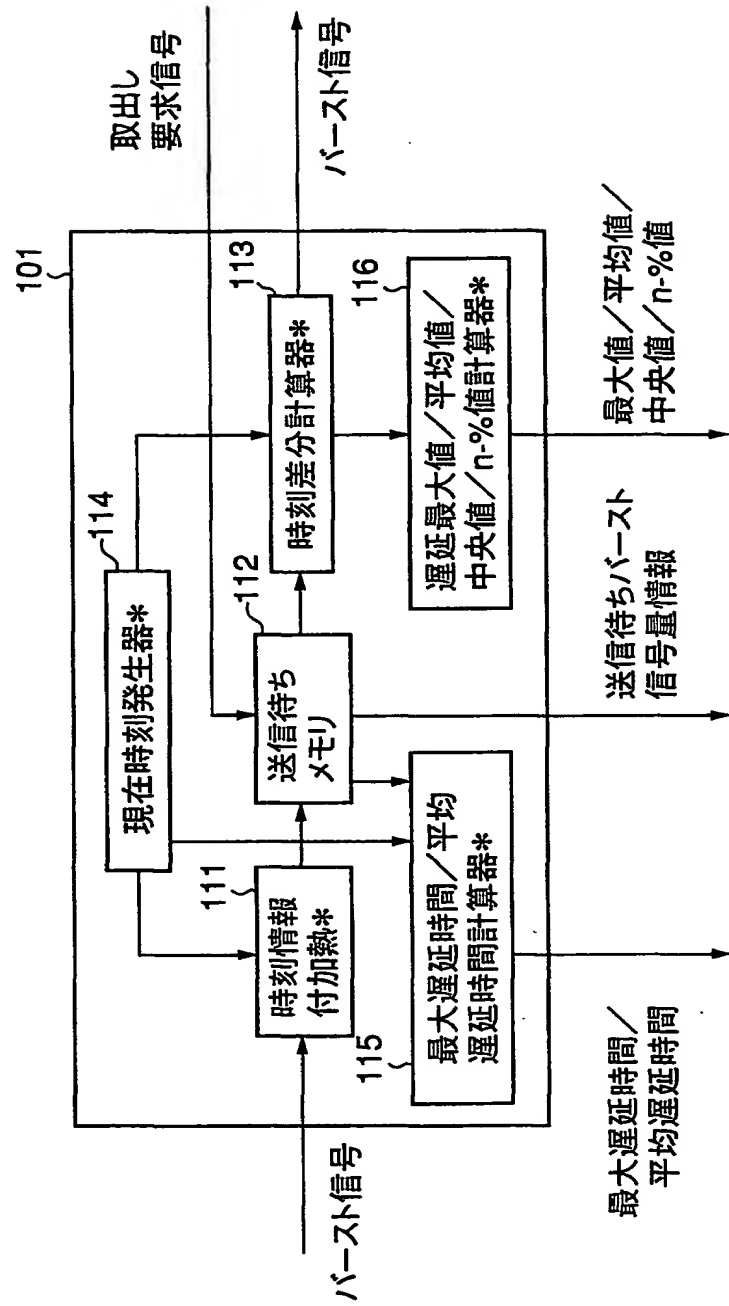 取出し
要求信号
バースト信号
101
114
現在時刻発生器*
113
時刻差分計算器*
112
送信待ち
メモリ
111
時刻情報
付加熱*
バースト信号
116
遅延最大値/平均値/
中央値/n-%値計算器*
115
最大遅延時間/平均
遅延時間計算器*
最大値/平均値/
中央値/n-%値
送信待ちバースト
信号量情報
最大遅延時間/
平均遅延時間